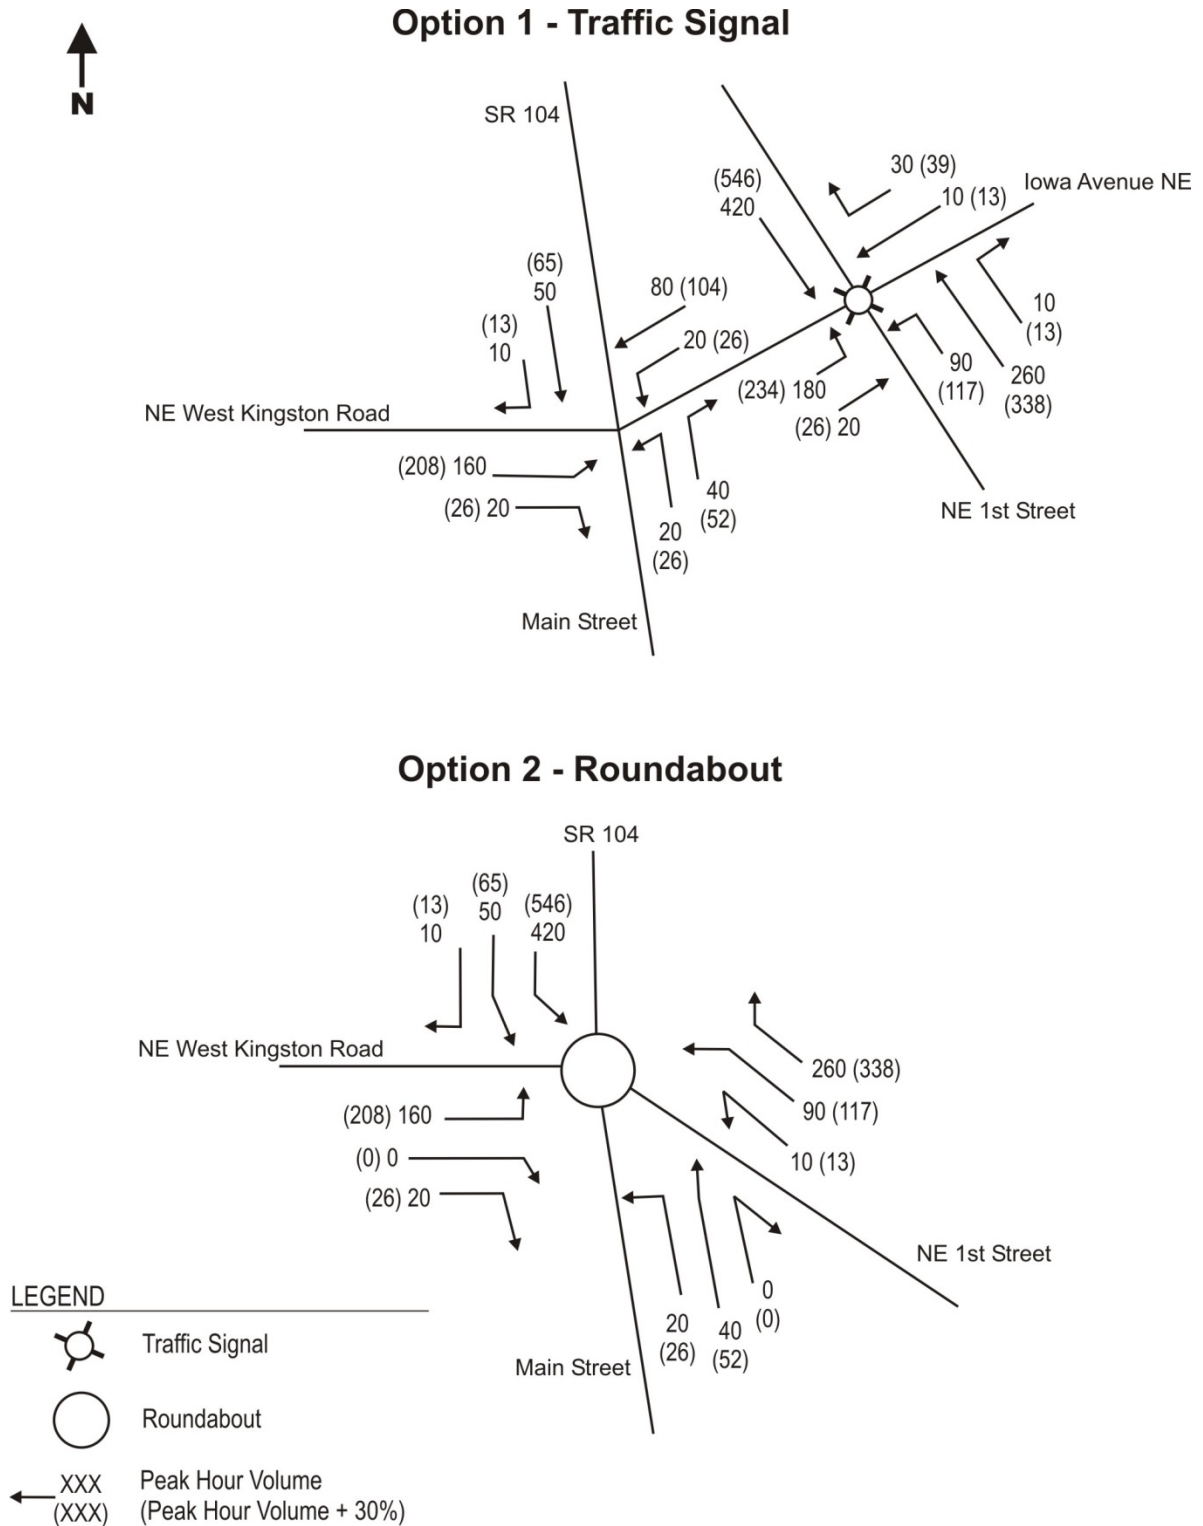 Option 1 - Traffic Signal
N
SR 104
30 (39)
Iowa Avenue NE
(546)
420
10 (13)
(65)
50
80 (104)
(13)
10
20 (26)
10
(13)
NE West Kingston Road
(234) 180
90
(117)
260
(338)
(26) 20
(208) 160
(26) 20
40
(52)
20
(26)
NE 1st Street
Main Street
Option 2 - Roundabout
SR 104
(13)
10
(65)
50
(546)
420
NE West Kingston Road
260 (338)
90 (117)
(208) 160
(0) 0
10 (13)
(26) 20
NE 1st Street
0
(0)
20
(26)
40
(52)
Main Street
LEGEND
Traffic Signal
Roundabout
XXX Peak Hour Volume
(XXX) (Peak Hour Volume + 30%)